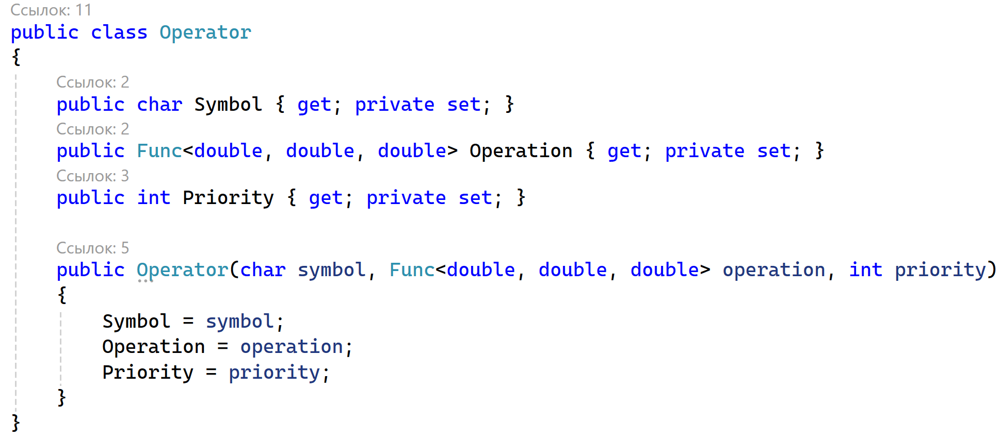 Ссылок: 11
public class Operator
{
Ссылок: 2
public char Symbol { get; private set; }
Ссылок: 2
public Func<double, double, double> Operation { get; private set; }
Ссылок: 3
public int Priority { get; private set; }
Ссылок: 5
public Operator(char symbol, Func<double, double, double> operation, int priority)
{
Symbol = symbol;
Operation = operation;
Priority = priority;
}
}